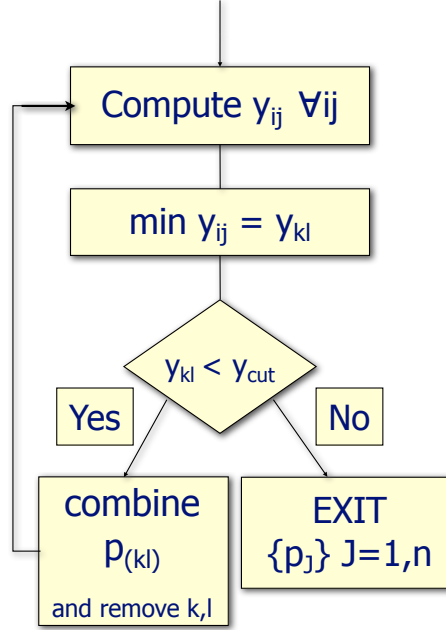 Compute y_ij ∀ij
min y_ij = y_kl
y_kl < y_cut
Yes
No
combine
p_(kl)
and remove k,l
EXIT
{p_J} J=1,n